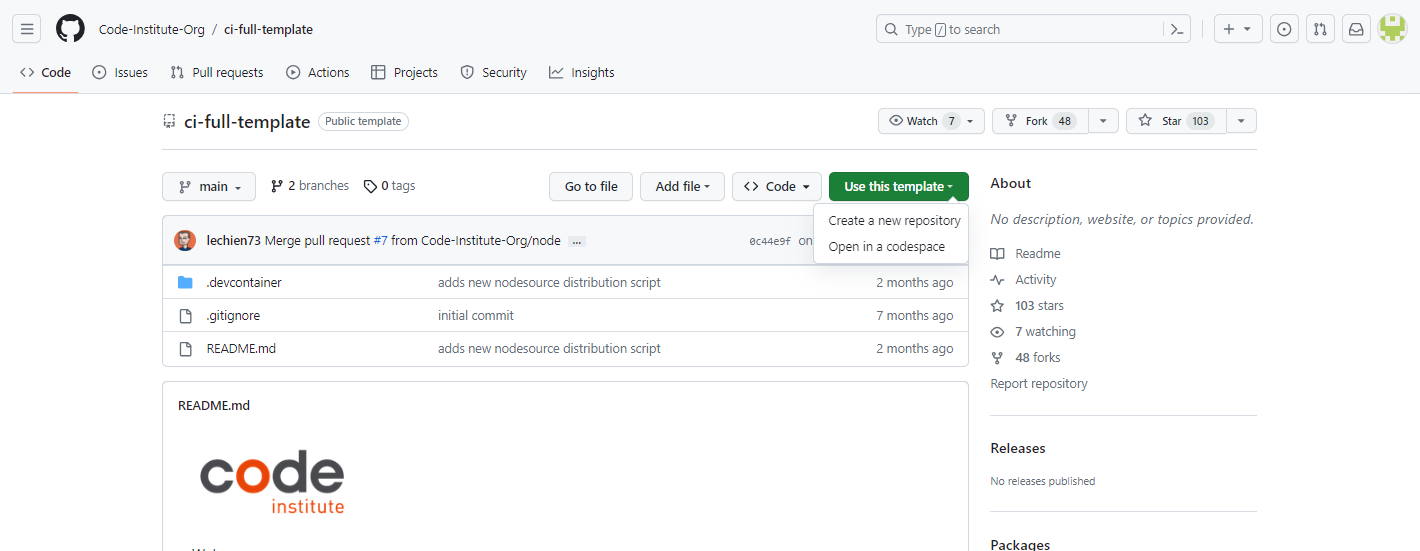 Code-Institute-Org / ci-full-template
Type / to search
Code Issues Pull requests Actions Projects Security Insights
ci-full-template Public template
Watch 7 Fork 48 Star 103
main 2 branches 0 tags
Go to file Add file Code Use this template
Create a new repository
Open in a codespace
lechien73 Merge pull request #7 from Code-Institute-Org/node ... 0c44e9f on
.devcontainer adds new nodesource distribution script 2 months ago
.gitignore initial commit 7 months ago
README.md adds new nodesource distribution script 2 months ago
README.md
code
institute
About
No description, website, or topics provided.
Readme
Activity
103 stars
7 watching
48 forks
Report repository
Releases
No releases published
Packages